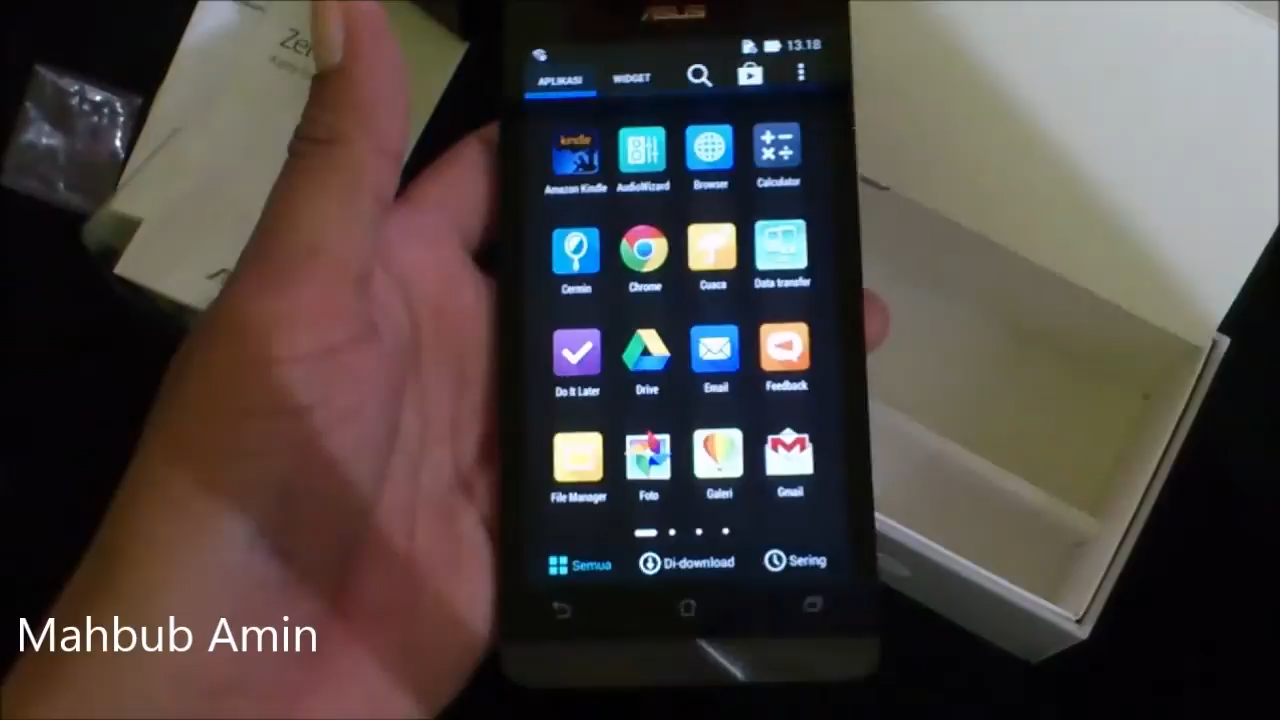 Zen
ASUS
13.18
APLIKASI WIDGET
kindle
Amazon Kindle AudioWizard Browser Calculator
Cermin Chrome Cuaca Data transfer
Do It Later Drive Email Feedback
File Manager Foto Galeri Gmail
Semua Di-download Sering
Mahbub Amin